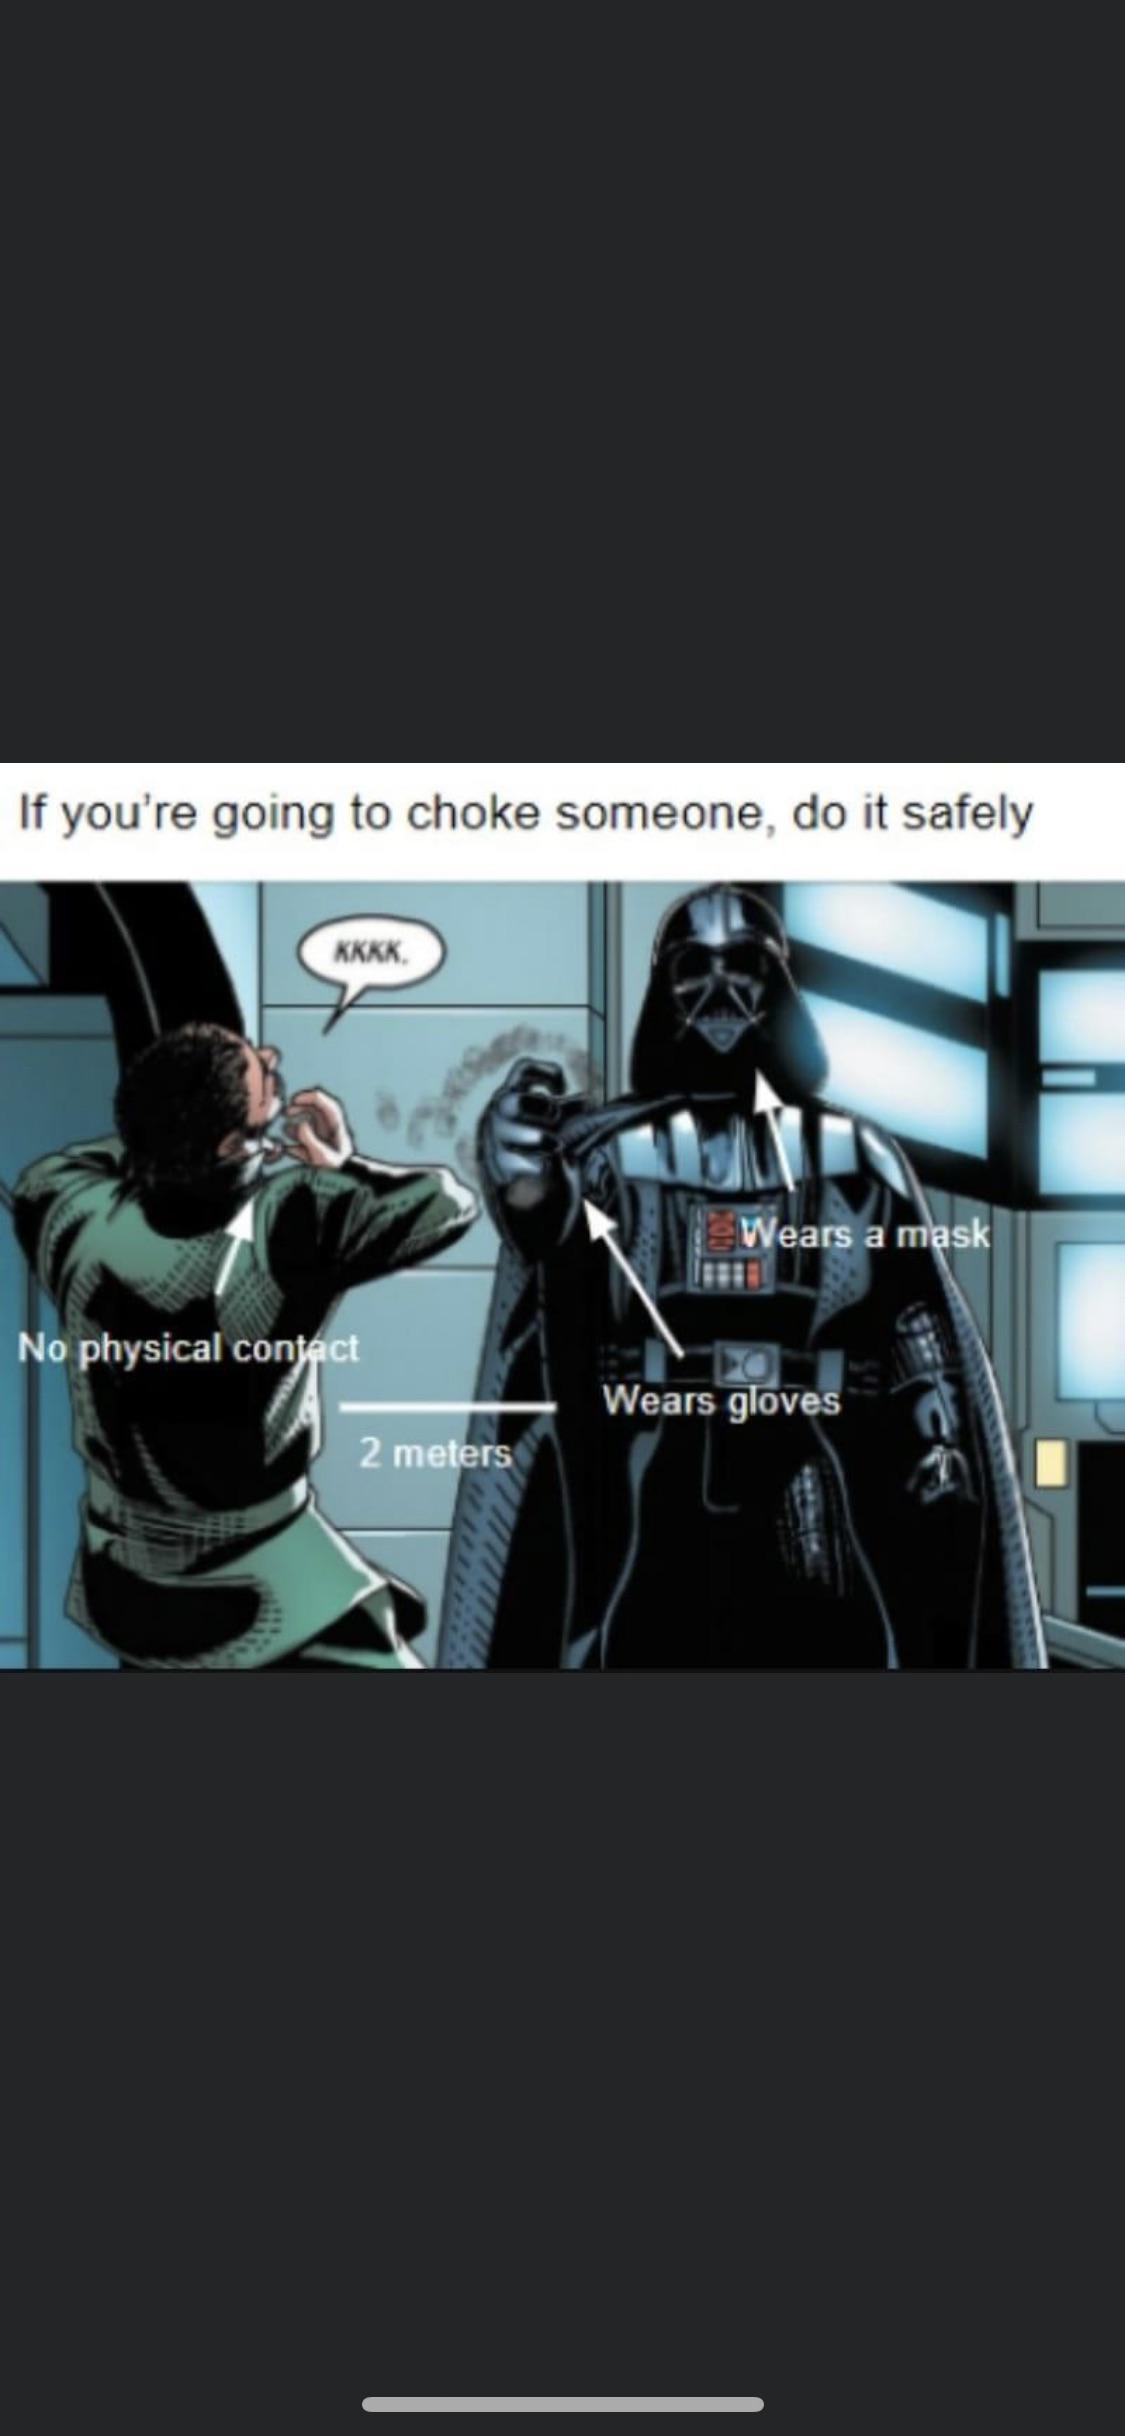 If you're going to choke someone, do it safely
KKKK.
Wears a mask
No physical contact
Wears gloves
2 meters